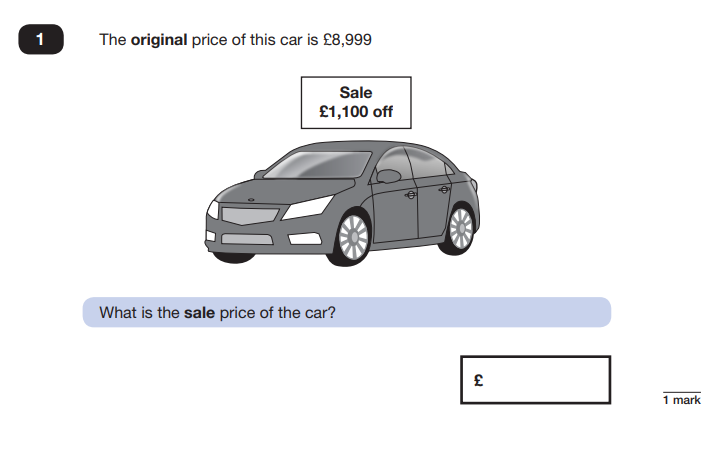 1
The original price of this car is £8,999
Sale
£1,100 off
What is the sale price of the car?
£
1 mark